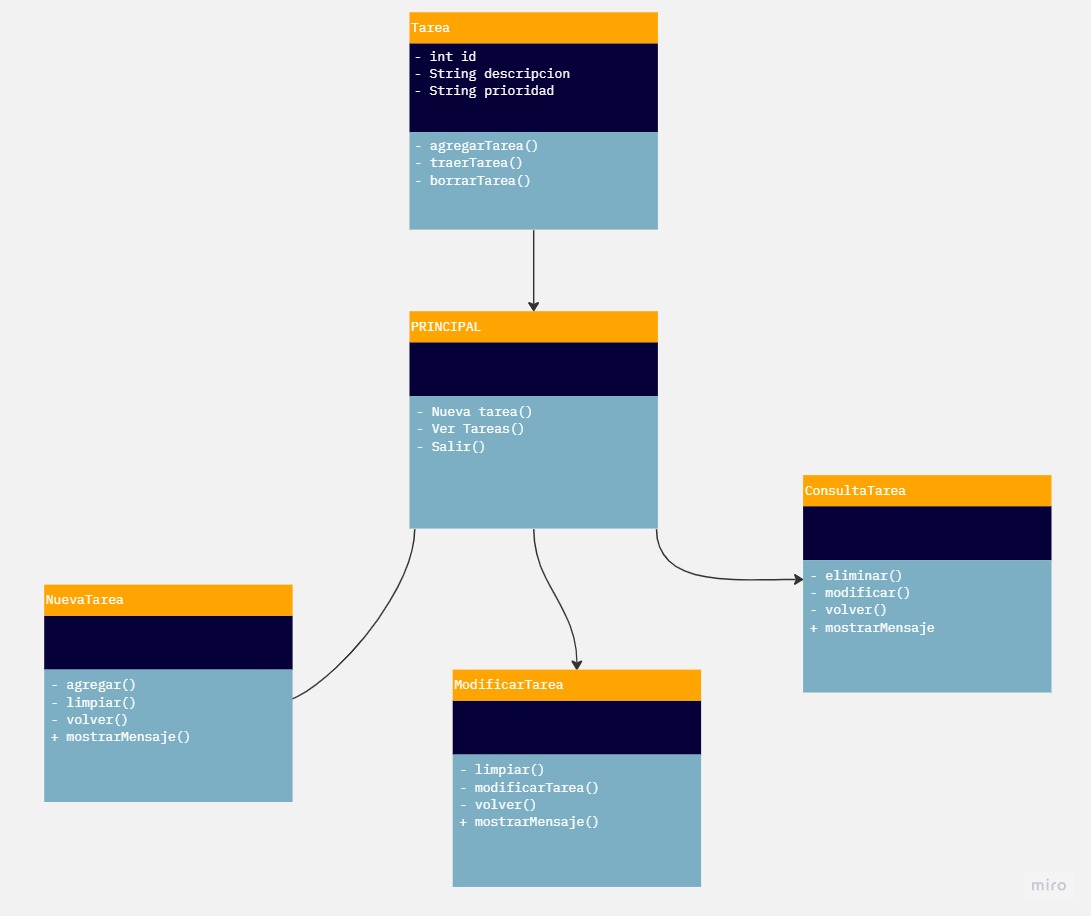 Tarea
- int id
- String descripcion
- String prioridad
- agregarTarea()
- traerTarea()
- borrarTarea()
PRINCIPAL
- Nueva tarea()
- Ver Tareas()
- Salir()
ConsultaTarea
- eliminar()
- modificar()
- volver()
+ mostrarMensaje
NuevaTarea
- agregar()
- limpiar()
- volver()
+ mostrarMensaje()
ModificarTarea
- limpiar()
- modificarTarea()
- volver()
+ mostrarMensaje()
miro